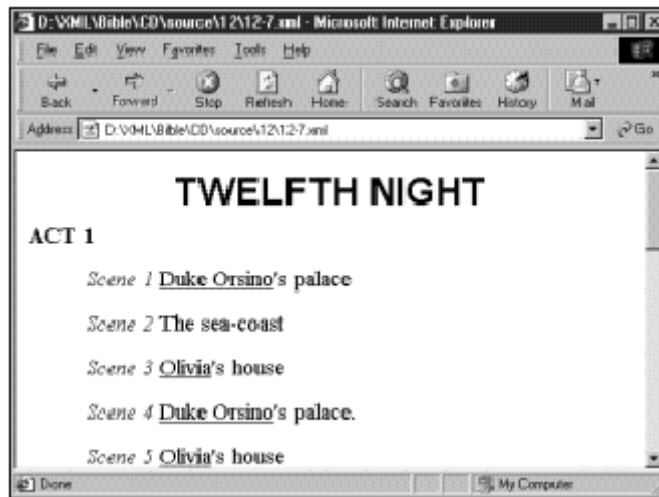 D:\XML\Bible\CD\source\12\12-7.xml - Microsoft Internet Explorer
File Edit View Favorites Tools Help
Back Forward Stop Refresh Home Search Favorites History Mail
Address D:\XML\Bible\CD\source\12\12-7.xml Go
TWELFTH NIGHT
ACT 1
Scene 1 Duke Orsino's palace
Scene 2 The sea-coast
Scene 3 Olivia's house
Scene 4 Duke Orsino's palace.
Scene 5 Olivia's house
Done My Computer